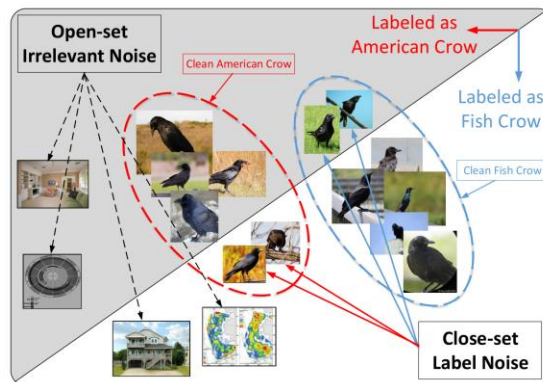 Open-set
Irrelevant Noise
Labeled as
American Crow
Clean American Crow
Labeled as
Fish Crow
Clean Fish Crow
Close-set
Label Noise